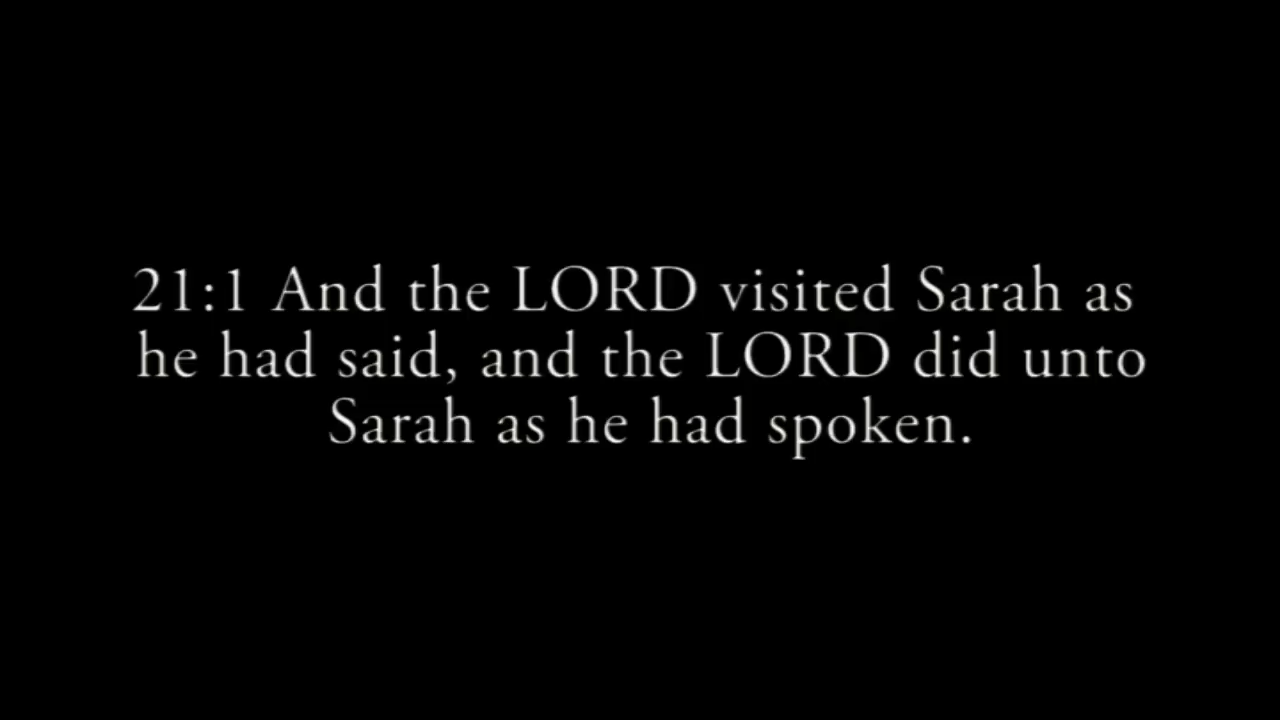 21:1 And the LORD visited Sarah as
he had said, and the LORD did unto
Sarah as he had spoken.